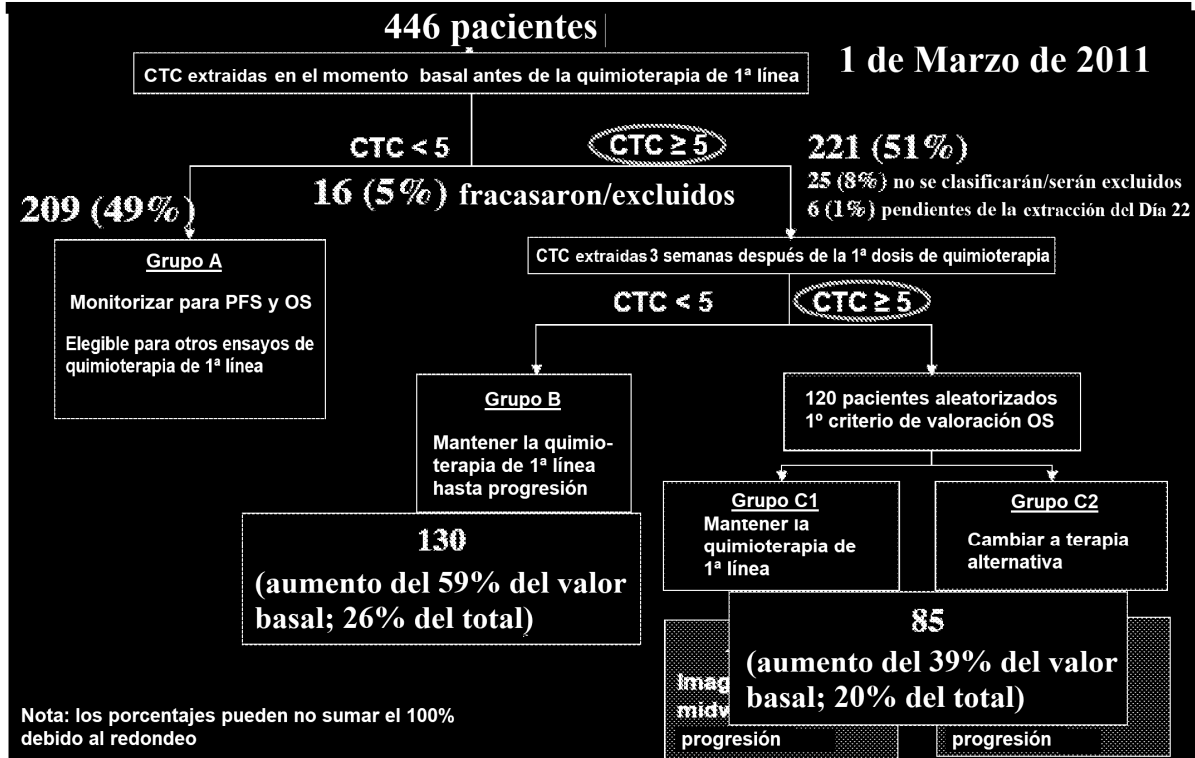 446 pacientes
1 de Marzo de 2011
CTC extraidas en el momento basal antes de la quimioterapia de 1ª línea
CTC < 5
CTC ≥ 5
221 (51%)
25 (8%) no se clasificarán/serán excluidos
6 (1%) pendientes de la extracción del Día 22
16 (5%) fracasaron/excluidos
209 (49%)
Grupo A
Monitorizar para PFS y OS
Elegible para otros ensayos de
quimioterapia de 1ª línea
CTC extraidas 3 semanas después de la 1ª dosis de quimioterapia
CTC < 5
CTC ≥ 5
Grupo B
Mantener la quimio-
terapia de 1ª línea
hasta progresión
120 pacientes aleatorizados
1º criterio de valoración OS
Grupo C1
Mantener la
quimioterapia de
1ª línea
Grupo C2
Cambiar a terapia
alternativa
130
(aumento del 59% del valor
basal; 26% del total)
85
(aumento del 39% del valor
basal; 20% del total)
progresión
progresión
Nota: los porcentajes pueden no sumar el 100%
debido al redondeo